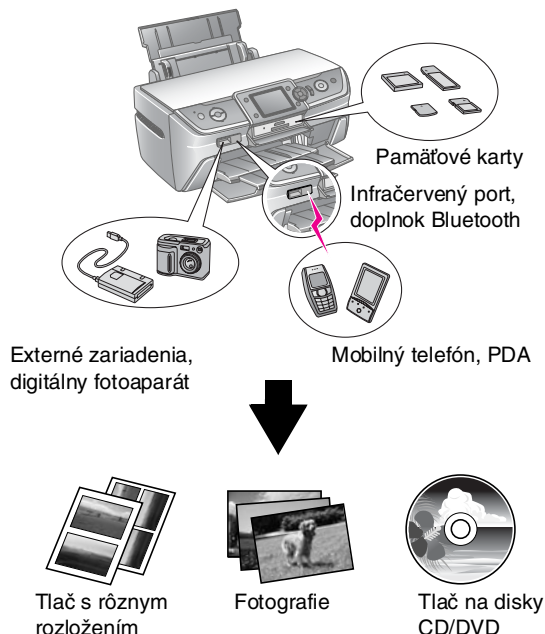 Pamäťové karty
Infračervený port,
doplnok Bluetooth
Externé zariadenia,
digitálny fotoaparát
Mobilný telefón, PDA
Tlač s rôznym
rozložením
Fotografie
Tlač na disky
CD/DVD